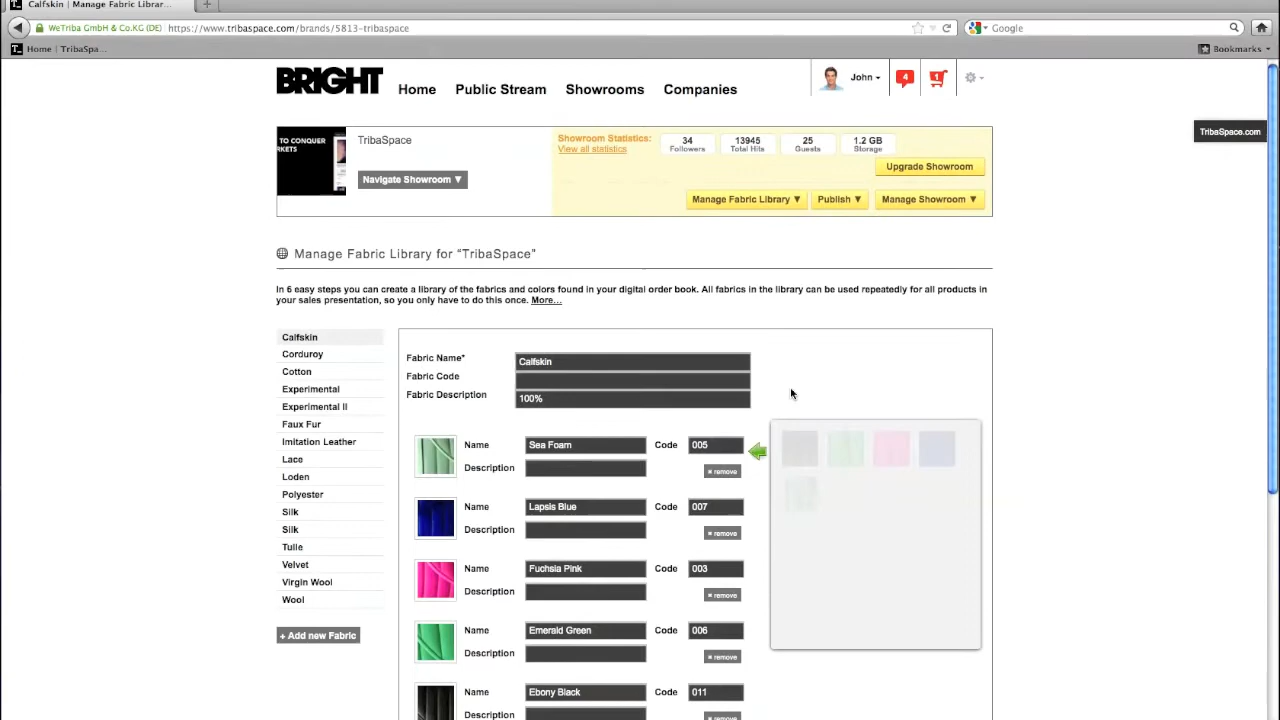 Calfskin | Manage Fabric Librar...
WeTriba GmbH & Co.KG (DE) https://www.tribaspace.com/brands/5813-tribaspace
Google
Home | TribaSpa...
Bookmarks
BRIGHT
Home Public Stream Showrooms Companies
John
4
1
TribaSpace.com
TO CONQUER
RKETS
TribaSpace
Navigate Showroom ▼
Showroom Statistics:
View all statistics
34
Followers
13945
Total Hits
25
Guests
1.2 GB
Storage
Upgrade Showroom
Manage Fabric Library ▼ Publish ▼ Manage Showroom ▼
Manage Fabric Library for “TribaSpace”
In 6 easy steps you can create a library of the fabrics and colors found in your digital order book. All fabrics in the library can be used repeatedly for all products in
your sales presentation, so you only have to do this once. More...
Calfskin
Corduroy
Cotton
Experimental
Experimental II
Faux Fur
Imitation Leather
Lace
Loden
Polyester
Silk
Silk
Tulle
Velvet
Virgin Wool
Wool
+ Add new Fabric
Fabric Name* Calfskin
Fabric Code
Fabric Description 100%
Name Sea Foam Code 005
Description remove
Name Lapsis Blue Code 007
Description remove
Name Fuchsia Pink Code 003
Description remove
Name Emerald Green Code 006
Description remove
Name Ebony Black Code 011
Description